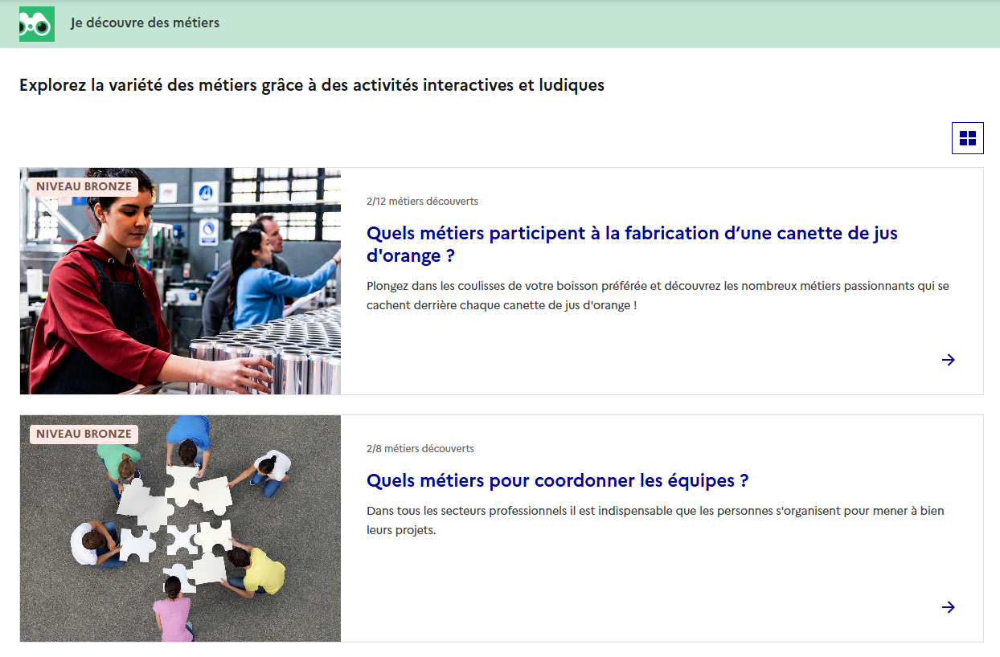 Je découvre des métiers
Explorez la variété des métiers grâce à des activités interactives et ludiques
NIVEAU BRONZE
2/12 métiers découverts
Quels métiers participent à la fabrication d’une canette de jus
d'orange ?
Plongez dans les coulisses de votre boisson préférée et découvrez les nombreux métiers passionnants qui se
cachent derrière chaque canette de jus d'orange !
NIVEAU BRONZE
2/8 métiers découverts
Quels métiers pour coordonner les équipes ?
Dans tous les secteurs professionnels il est indispensable que les personnes s'organisent pour mener à bien
leurs projets.